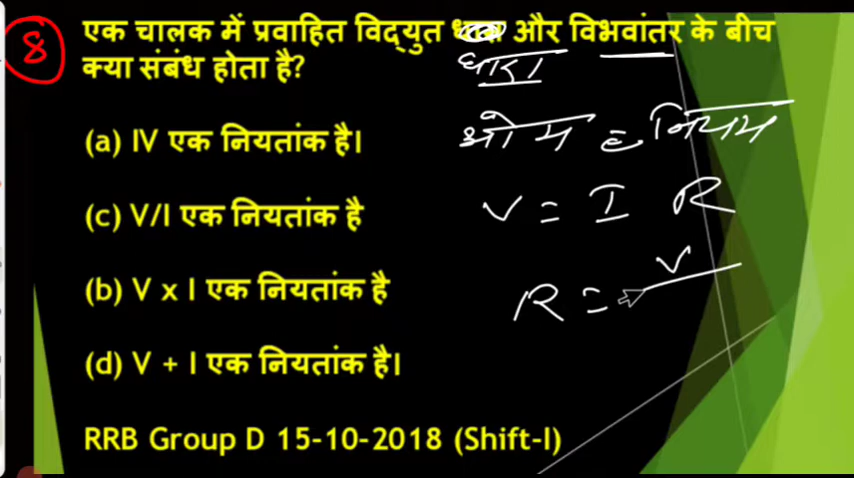 8
एक चालक में प्रवाहित विद्युत और विभवांतर के बीच
धारा
क्या संबंध होता है?
ओम = नियम
(a) IV एक नियतांक है।
V = I R
(c) V/I एक नियतांक है
R = V
(b) V x I एक नियतांक है
(d) V + I एक नियतांक है।
RRB Group D 15-10-2018 (Shift-I)